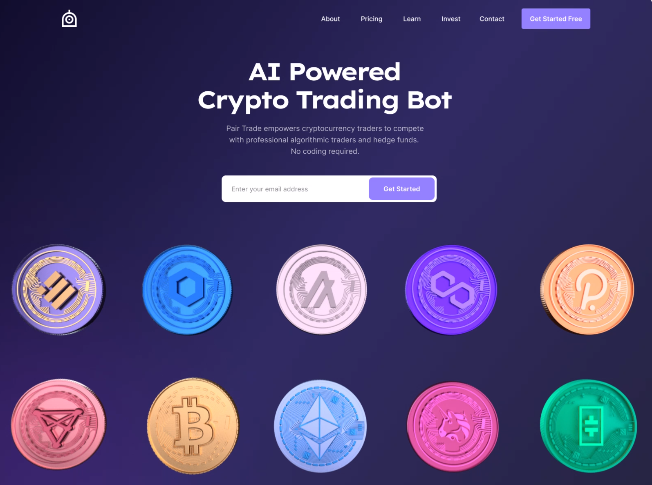 About Pricing Learn Invest Contact Get Started Free
AI Powered
Crypto Trading Bot
Pair Trade empowers cryptocurrency traders to compete
with professional algorithmic traders and hedge funds.
No coding required.
Enter your email address Get Started